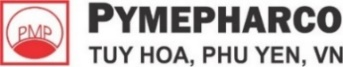 PMP
PYMEPHARCO
TUY HOA, PHU YEN, VN